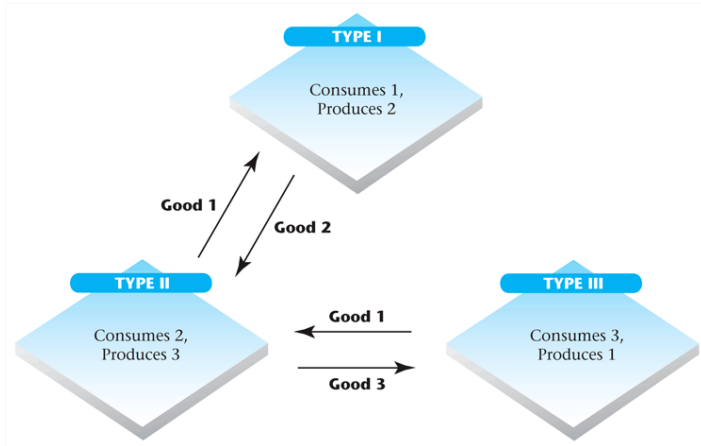 TYPE I
Consumes 1,
Produces 2
Good 1
Good 2
TYPE II
Consumes 2,
Produces 3
Good 1
Good 3
TYPE III
Consumes 3,
Produces 1